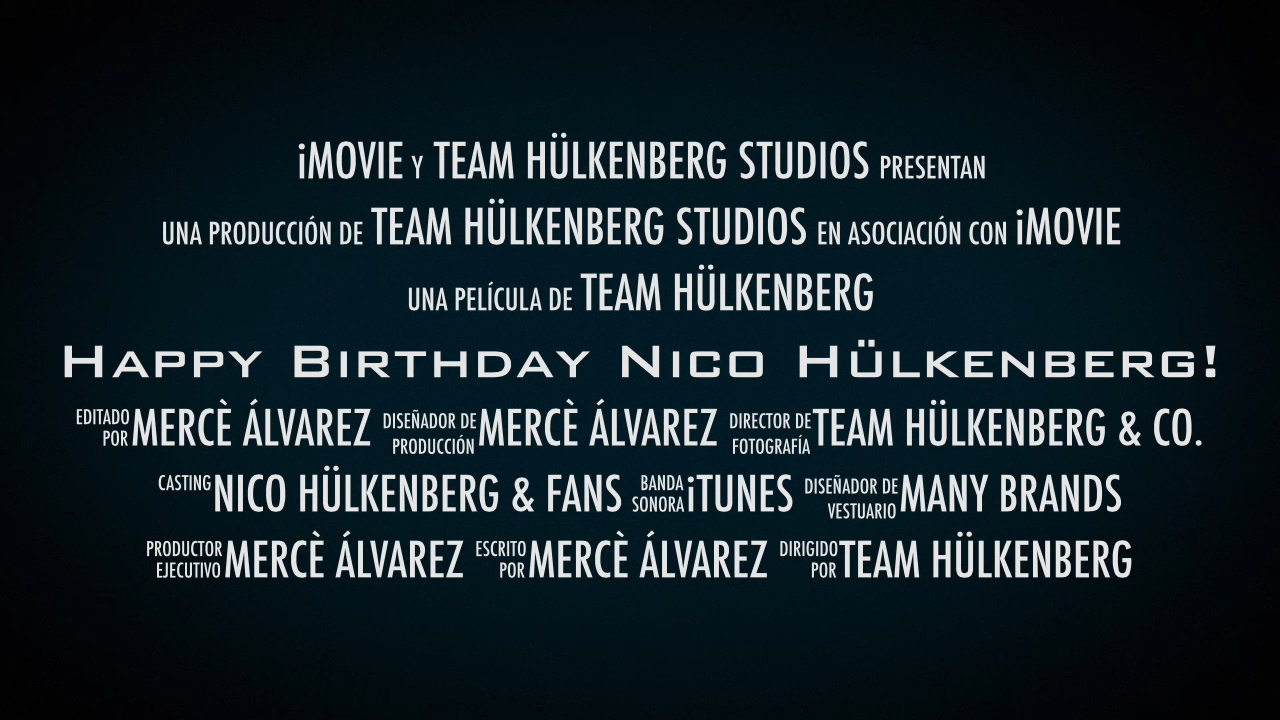 iMOVIE Y TEAM HÜLKENBERG STUDIOS PRESENTAN
UNA PRODUCCIÓN DE TEAM HÜLKENBERG STUDIOS EN ASOCIACIÓN CON iMOVIE
UNA PELÍCULA DE TEAM HÜLKENBERG
HAPPY BIRTHDAY NICO HÜLKENBERG!
EDITADO POR MERCÈ ÁLVAREZ DISEÑADOR DE PRODUCCIÓN MERCÈ ÁLVAREZ DIRECTOR DE FOTOGRAFÍA TEAM HÜLKENBERG & CO.
CASTING NICO HÜLKENBERG & FANS BANDA SONORA iTUNES DISEÑADOR DE VESTUARIO MANY BRANDS
PRODUCTOR EJECUTIVO MERCÈ ÁLVAREZ ESCRITO POR MERCÈ ÁLVAREZ DIRIGIDO POR TEAM HÜLKENBERG